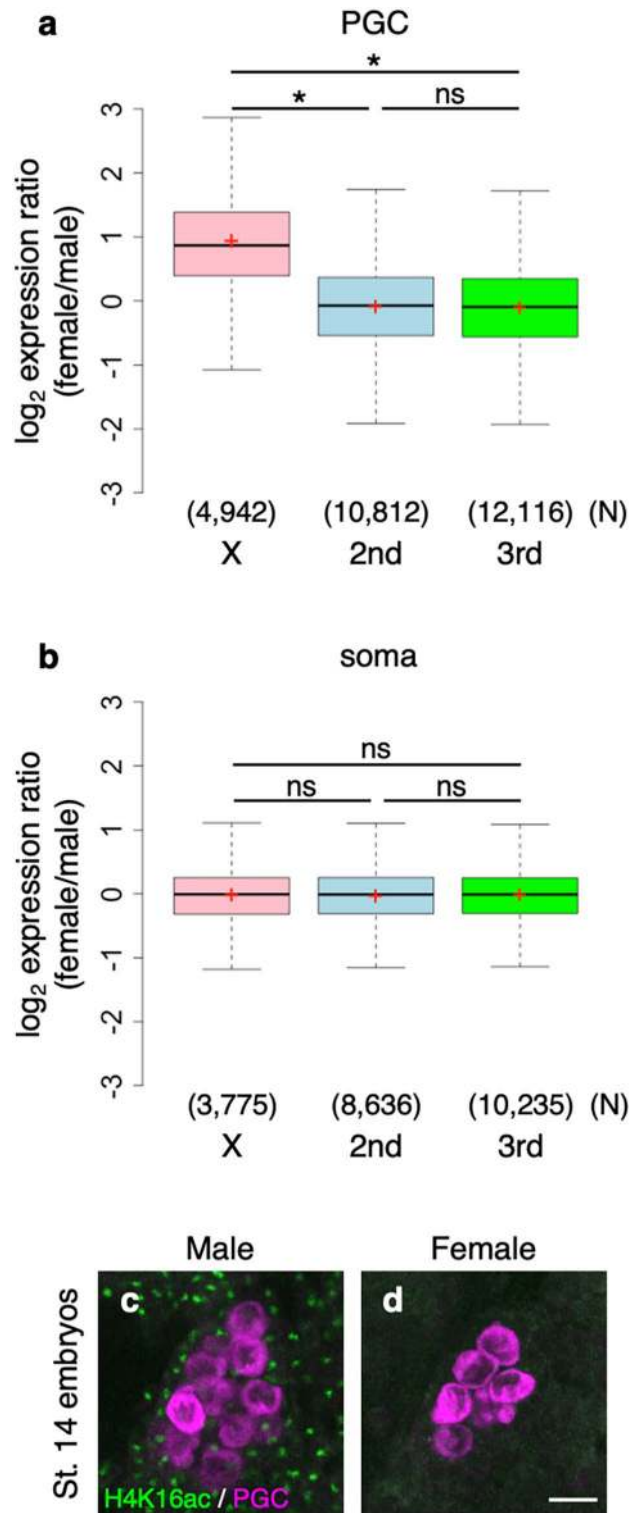 a
PGC
*
* ns
log2 expression ratio
(female/male)
3
2
1
0
-1
-2
-3
(4,942) (10,812) (12,116) (N)
X 2nd 3rd
b
soma
ns
ns ns
log2 expression ratio
(female/male)
3
2
1
0
-1
-2
-3
(3,775) (8,636) (10,235) (N)
X 2nd 3rd
Male Female
St. 14 embryos
c d
H4K16ac / PGC